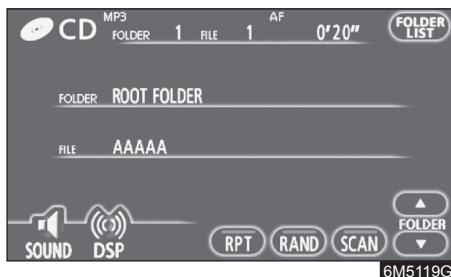 CD MP3 FOLDER 1 FILE 1 AF 0'20" FOLDER LIST
FOLDER ROOT FOLDER
FILE AAAAA
SOUND DSP RPT RAND SCAN ▲ FOLDER ▼
6M5119G